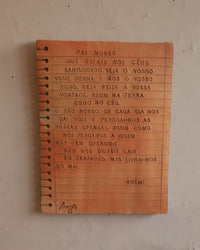 PAI NOSSO
QUE ESTAIS NOS CÉUS,
SANTIFICADO SEJA O VOSSO
NOME, VENHA A NÓS O VOSSO
REINO, SEJA FEITA A VOSSA
VONTADE, ASSIM NA TERRA
COMO NO CÉU.
O PÃO NOSSO DE CADA DIA NOS
DAI HOJE E PERDOAI-NOS AS
NOSSAS OFENSAS, ASSIM COMO
NÓS PERDOAMOS A QUEM
NOS TEM OFENDIDO,
NÃO NOS DEIXEIS CAIR
EM TENTAÇÃO, MAS LIVRAI-NOS
DO MAL.
AMÉM!